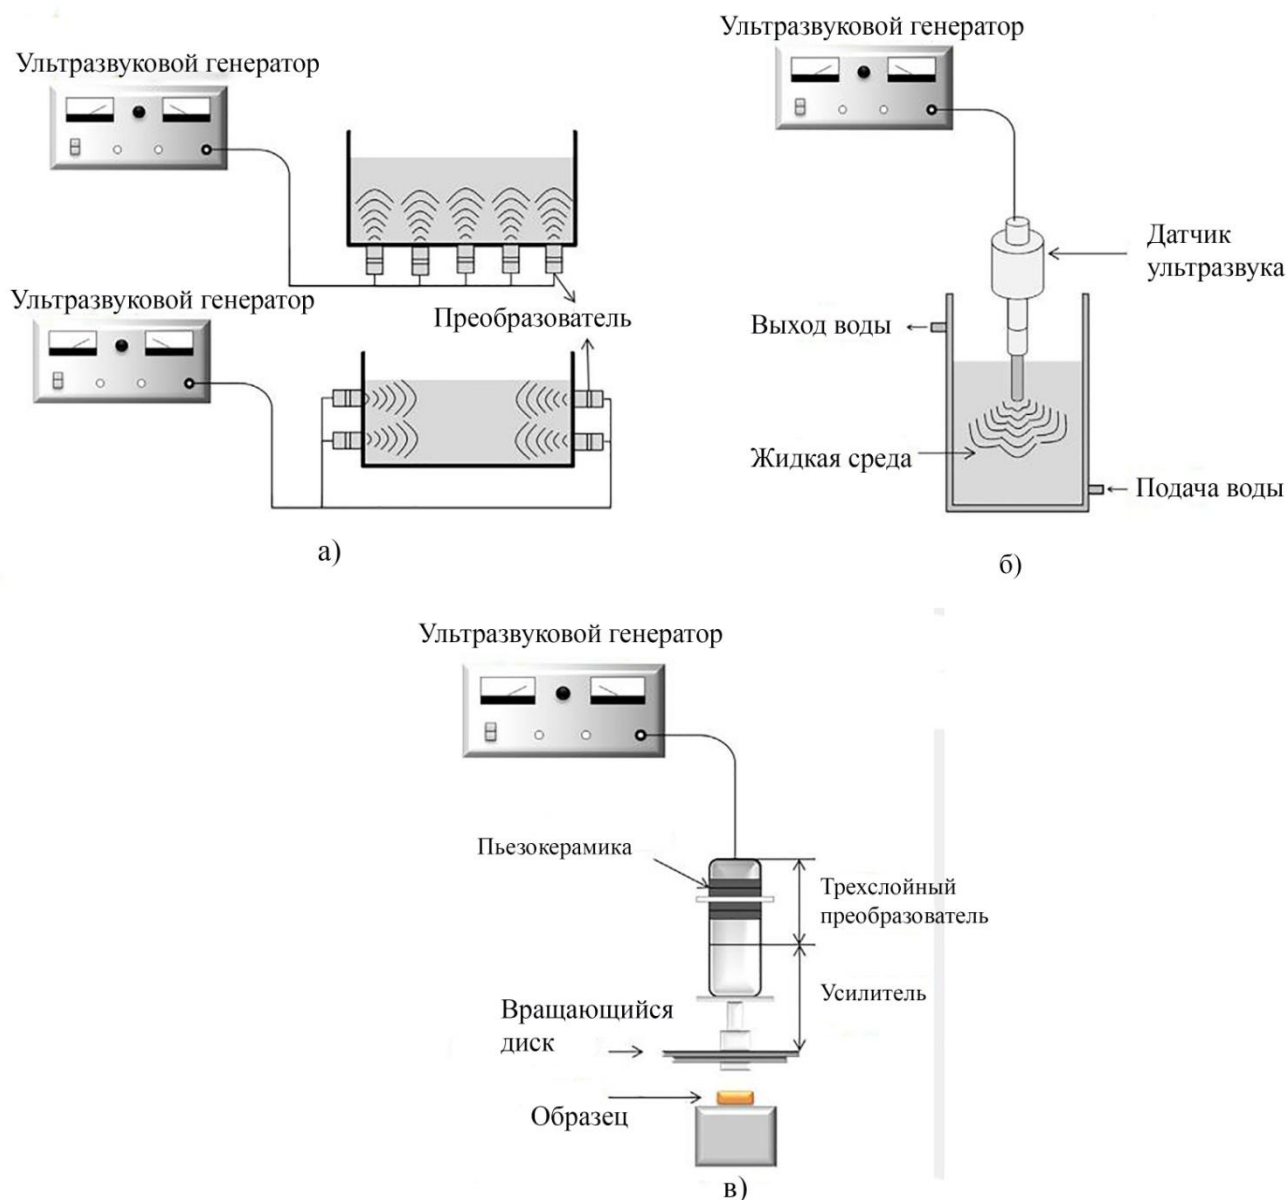 Ультразвуковой генератор
Ультразвуковой генератор
Преобразователь
а)
Ультразвуковой генератор
Датчик
ультразвука
Выход воды
Жидкая среда
Подача воды
б)
Ультразвуковой генератор
Пьезокерамика
Трехслойный
преобразователь
Усилитель
Вращающийся
диск
Образец
в)